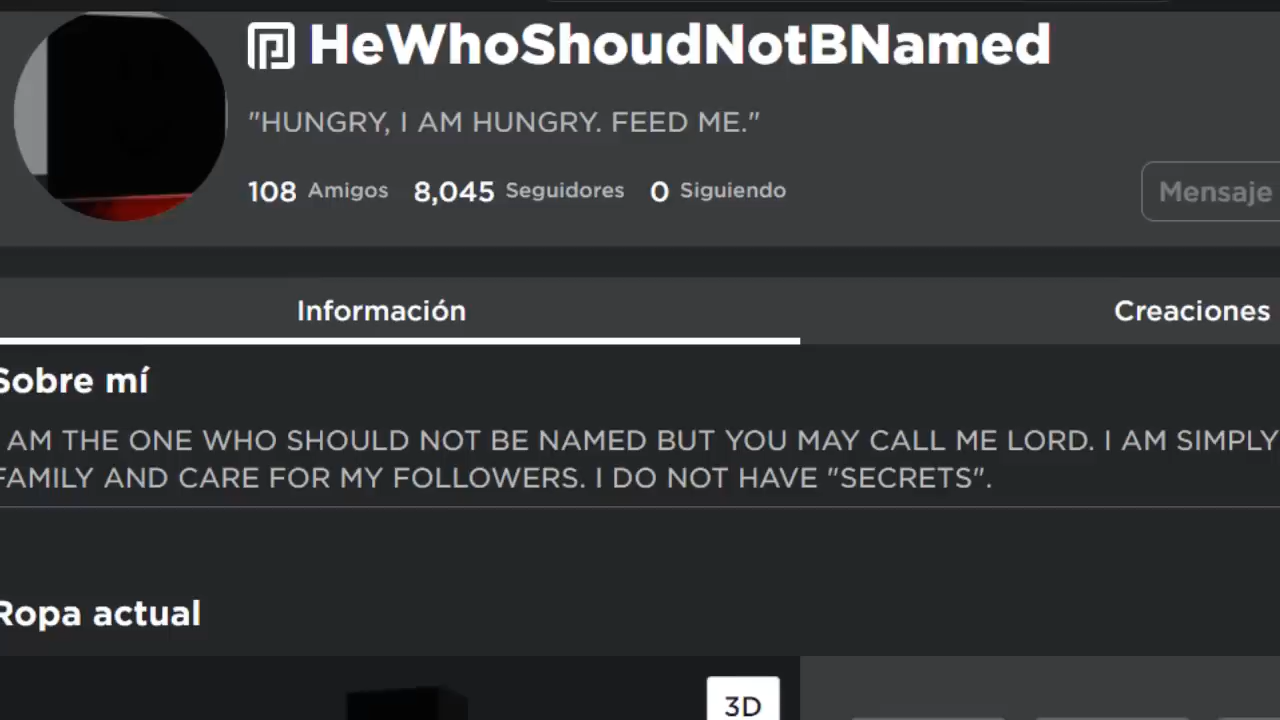 HeWhoShoudNotBNamed
"HUNGRY, I AM HUNGRY. FEED ME."
108 Amigos 8,045 Seguidores 0 Siguiendo
Mensaje
Información Creaciones
Sobre mí
AM THE ONE WHO SHOULD NOT BE NAMED BUT YOU MAY CALL ME LORD. I AM SIMPLY
FAMILY AND CARE FOR MY FOLLOWERS. I DO NOT HAVE "SECRETS".
Ropa actual
3D